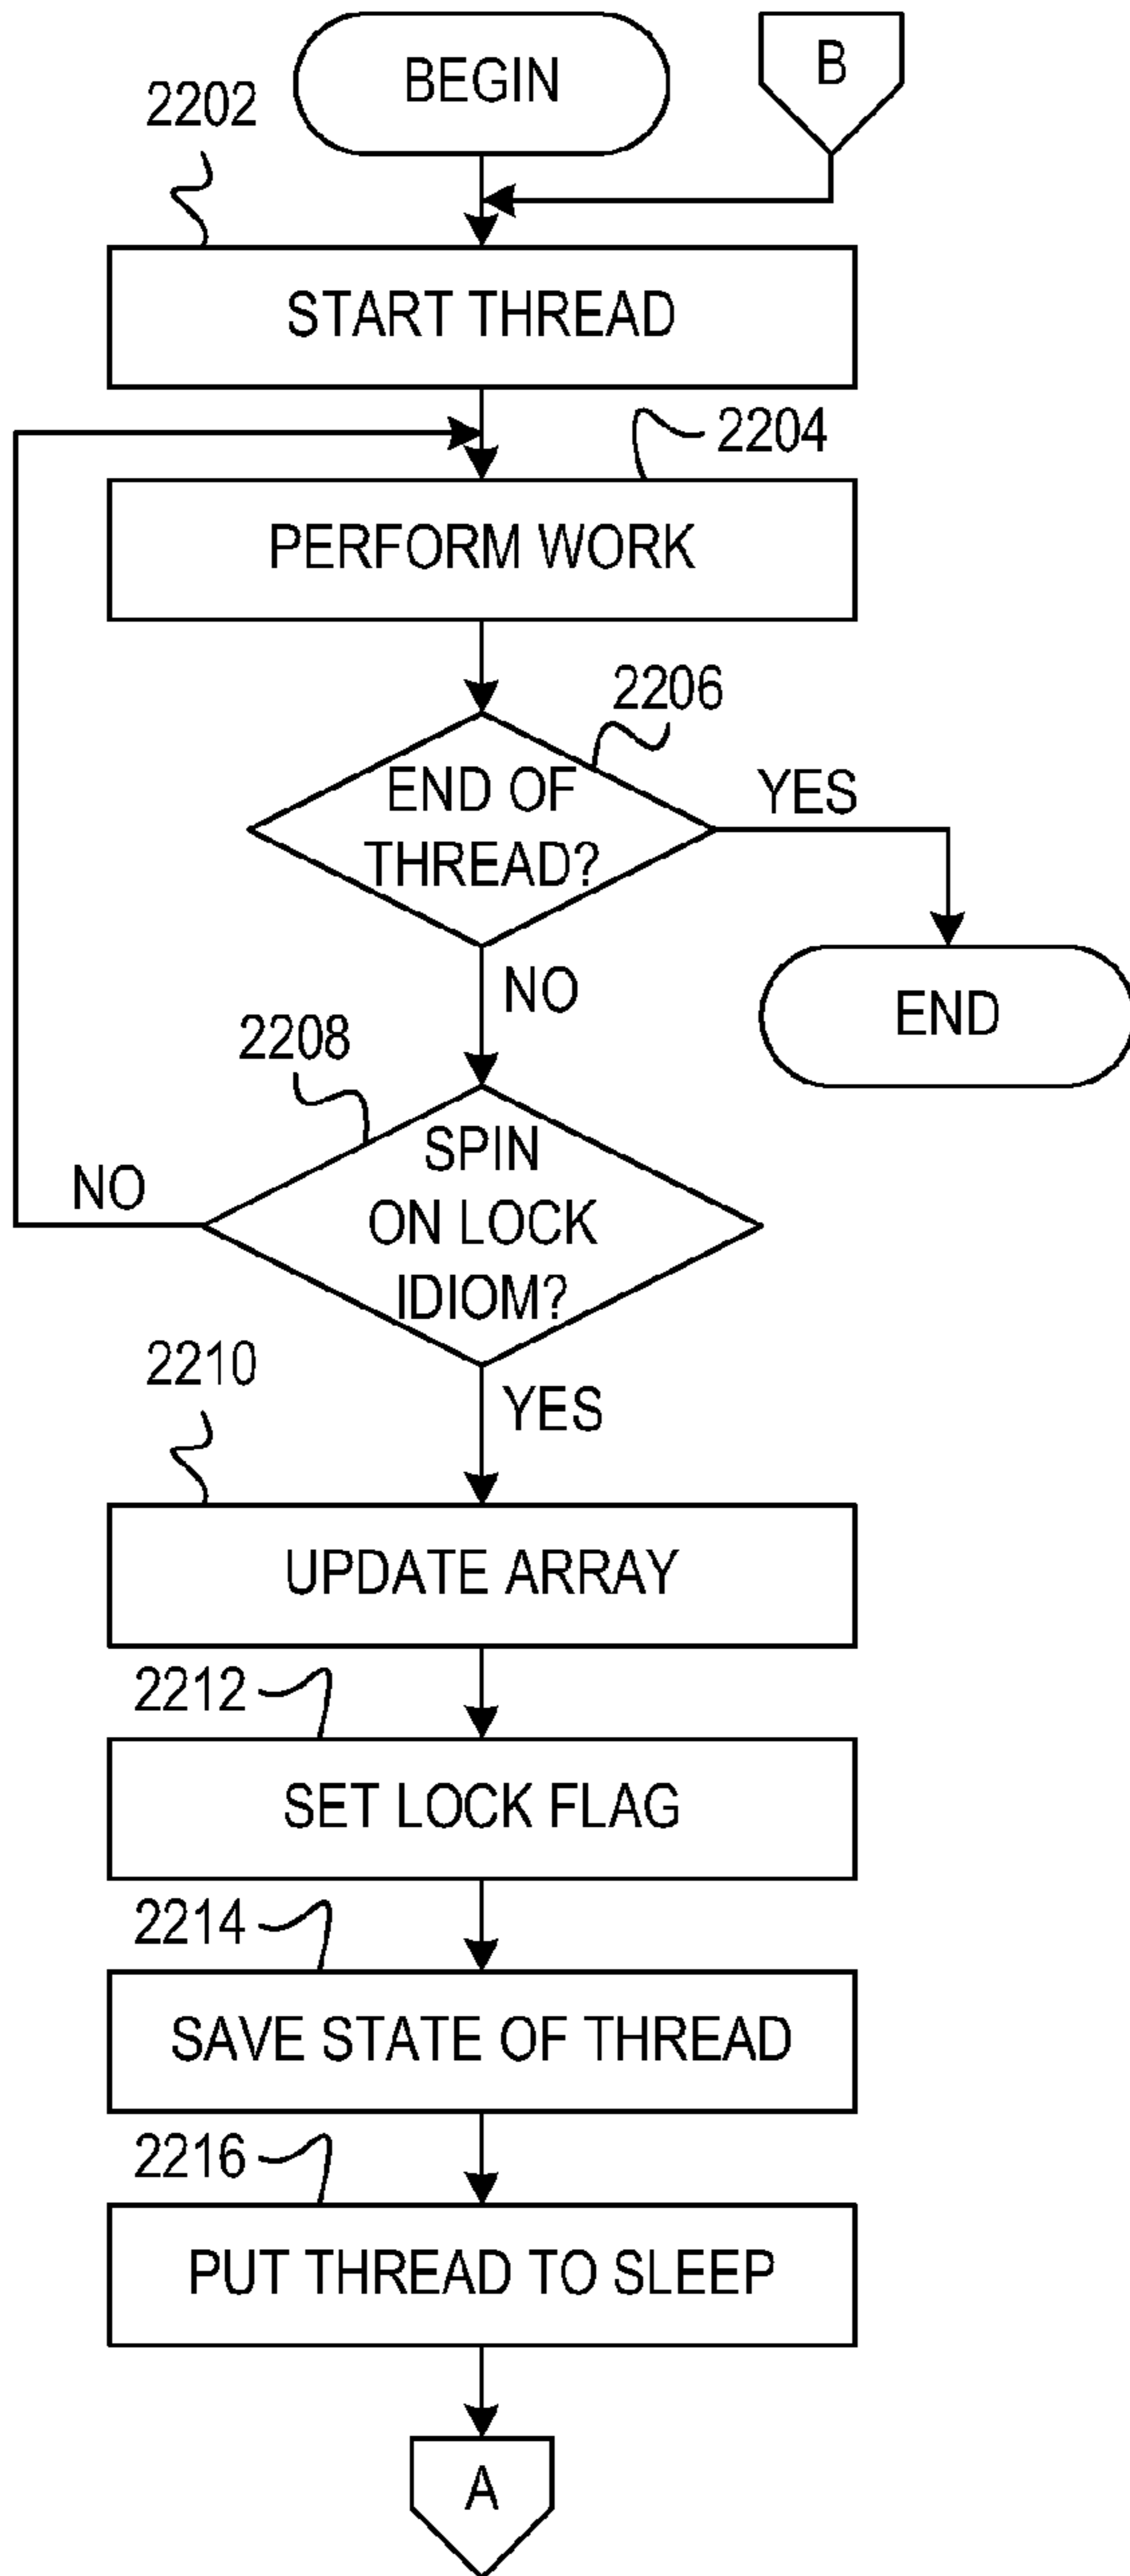 BEGIN
B
2202
START THREAD
2204
PERFORM WORK
2206
END OF
THREAD?
YES
NO
END
2208
SPIN
ON LOCK
IDIOM?
NO
YES
2210
UPDATE ARRAY
2212
SET LOCK FLAG
2214
SAVE STATE OF THREAD
2216
PUT THREAD TO SLEEP
A